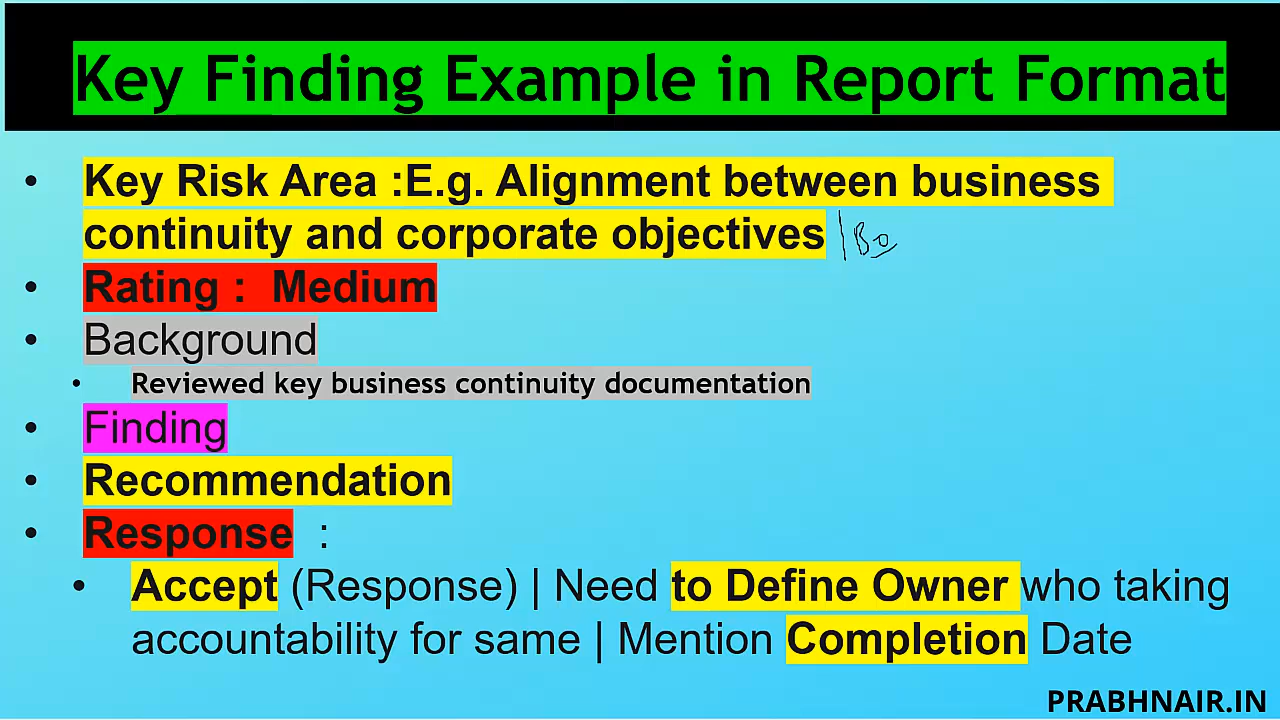 Key Finding Example in Report Format
• Key Risk Area :E.g. Alignment between business
continuity and corporate objectives
• Rating : Medium
• Background
• Reviewed key business continuity documentation
• Finding
• Recommendation
• Response :
• Accept (Response) | Need to Define Owner who taking
accountability for same | Mention Completion Date
PRABHNAIR.IN